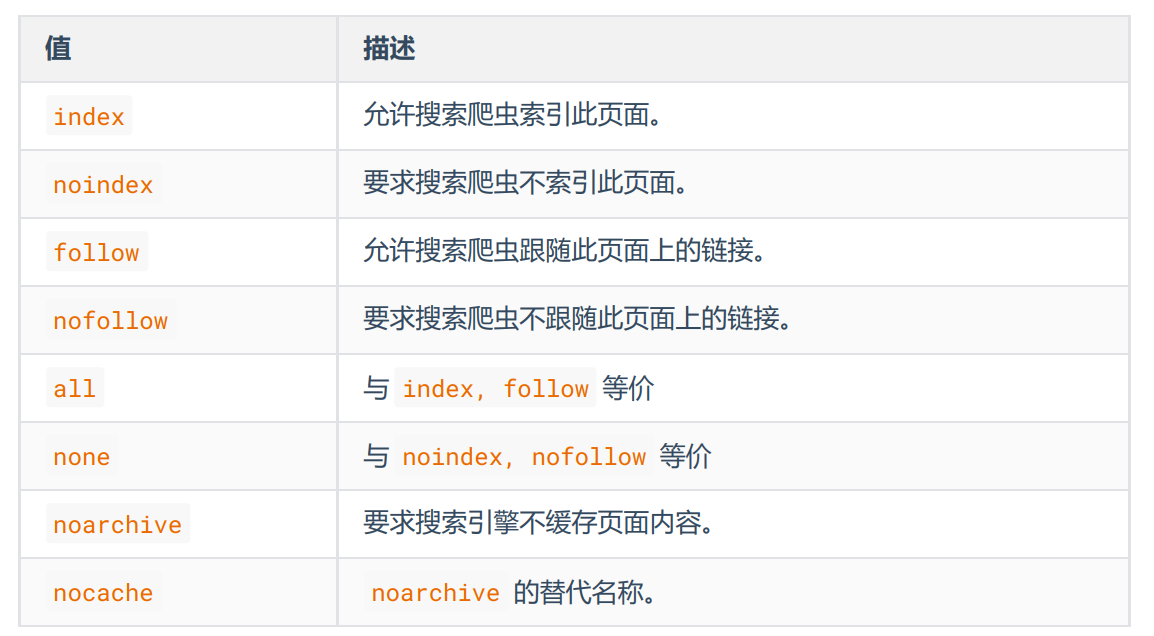 值 描述
index 允许搜索爬虫索引此页面。
noindex 要求搜索爬虫不索引此页面。
follow 允许搜索爬虫跟随此页面上的链接。
nofollow 要求搜索爬虫不跟随此页面上的链接。
all 与 index, follow 等价
none 与 noindex, nofollow 等价
noarchive 要求搜索引擎不缓存页面内容。
nocache noarchive 的替代名称。